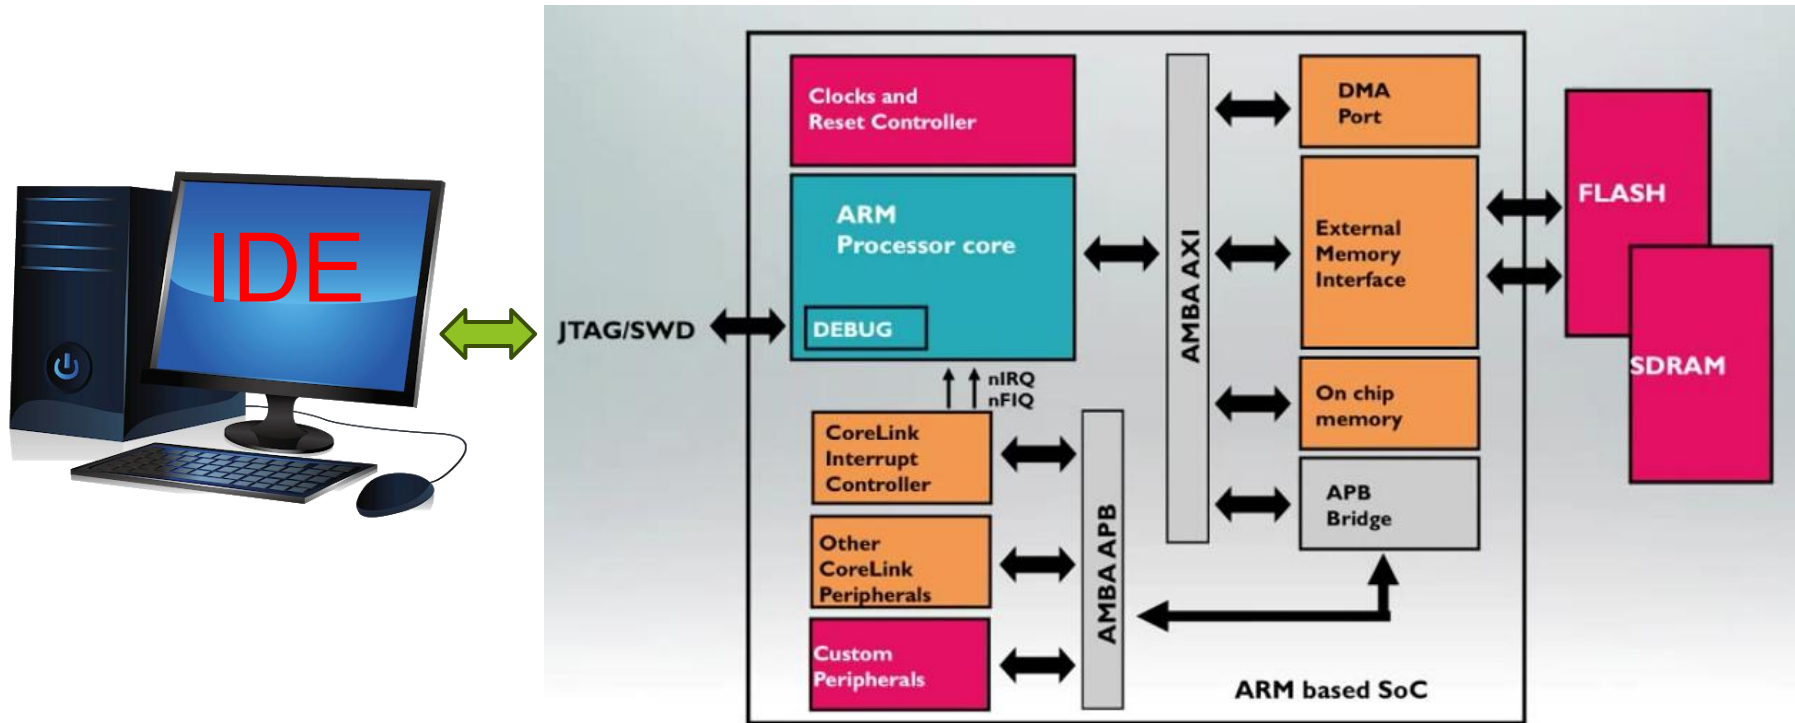 IDE
JTAG/SWD
Clocks and
Reset Controller
ARM
Processor core
DEBUG
nIRQ
nFIQ
CoreLink
Interrupt
Controller
Other
CoreLink
Peripherals
Custom
Peripherals
AMBA APB
AMBA AXI
DMA
Port
External
Memory
Interface
On chip
memory
APB
Bridge
FLASH
SDRAM
ARM based SoC